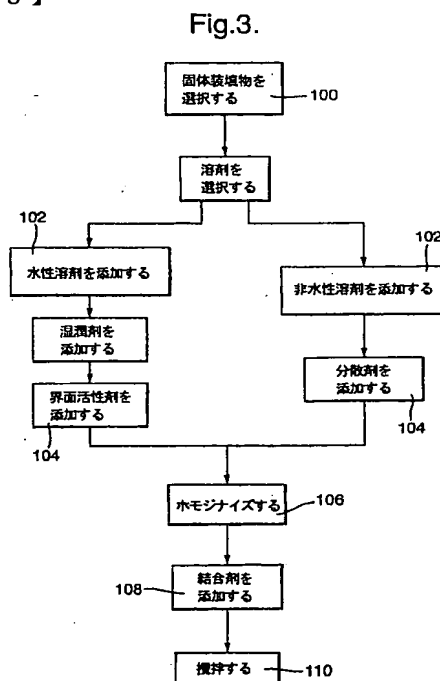 Fig.3.
固体装填物を
選択する
100
溶剤を
選択する
102
水性溶剤を添加する
102
非水性溶剤を添加する
湿潤剤を
添加する
分散剤を
添加する
104
界面活性剤を
添加する
104
ホモジナイズする
106
結合剤を
添加する
108
攪拌する
110